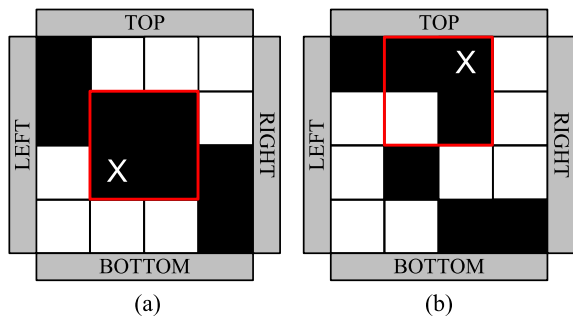 TOP
LEFT
X
RIGHT
BOTTOM
(a)
TOP
X
LEFT
RIGHT
BOTTOM
(b)